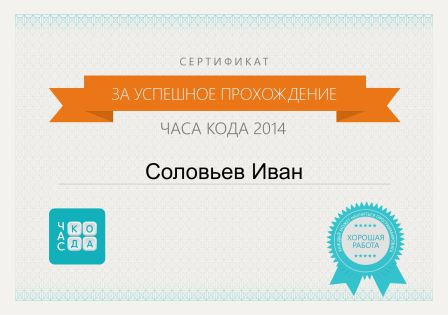 СЕРТИФИКАТ
ЗА УСПЕШНОЕ ПРОХОЖДЕНИЕ
ЧАСА КОДА 2014
Соловьев Иван
ЧАС
КО
ДА
ХОРОШАЯ
РАБОТА